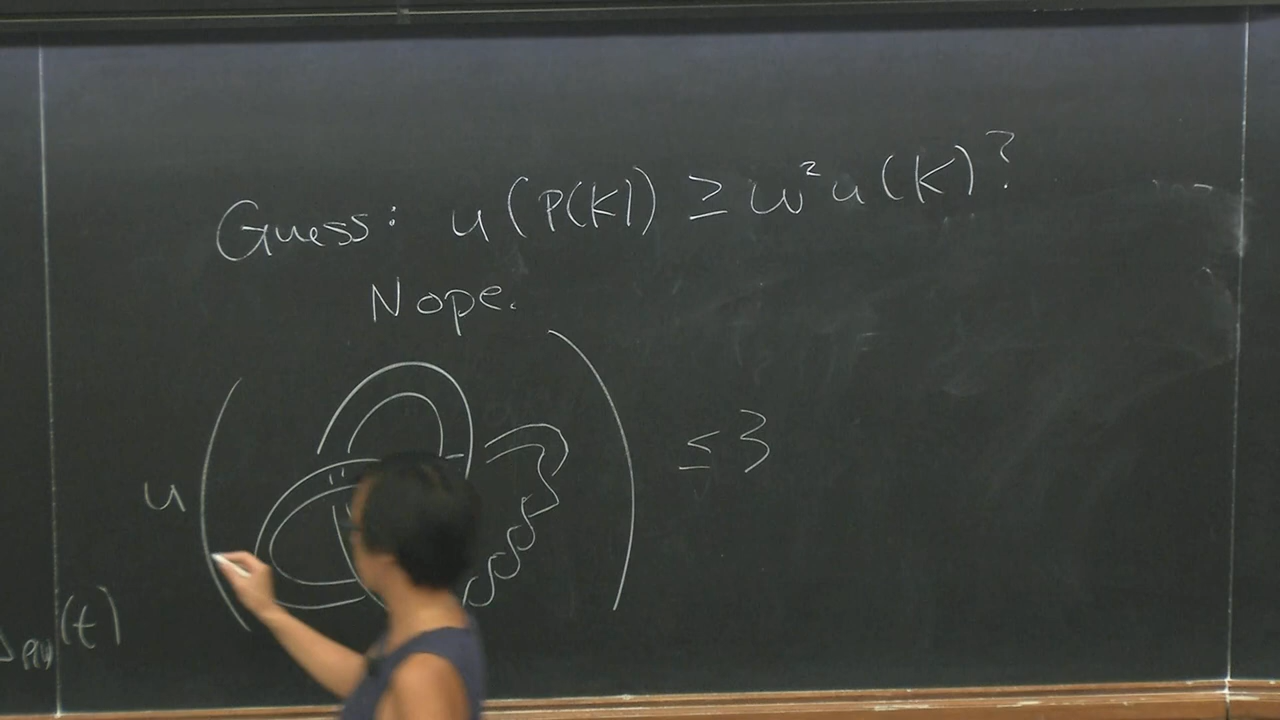 Guess: u(P(K)) ≥ w²u(K)?
Nope.
u ( ) ≤ 3
(t)